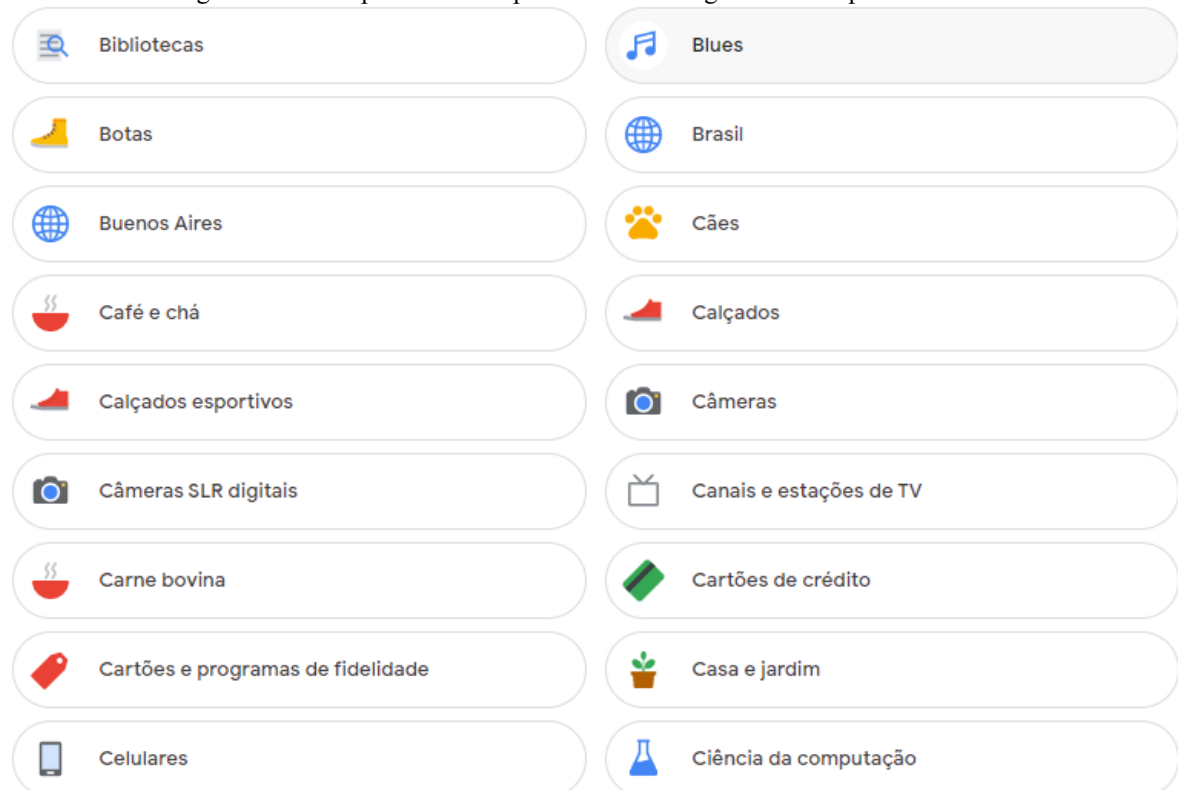 Bibliotecas
Blues
Botas
Brasil
Buenos Aires
Cães
Café e chá
Calçados
Calçados esportivos
Câmeras
Câmeras SLR digitais
Canais e estações de TV
Carne bovina
Cartões de crédito
Cartões e programas de fidelidade
Casa e jardim
Celulares
Ciência da computação